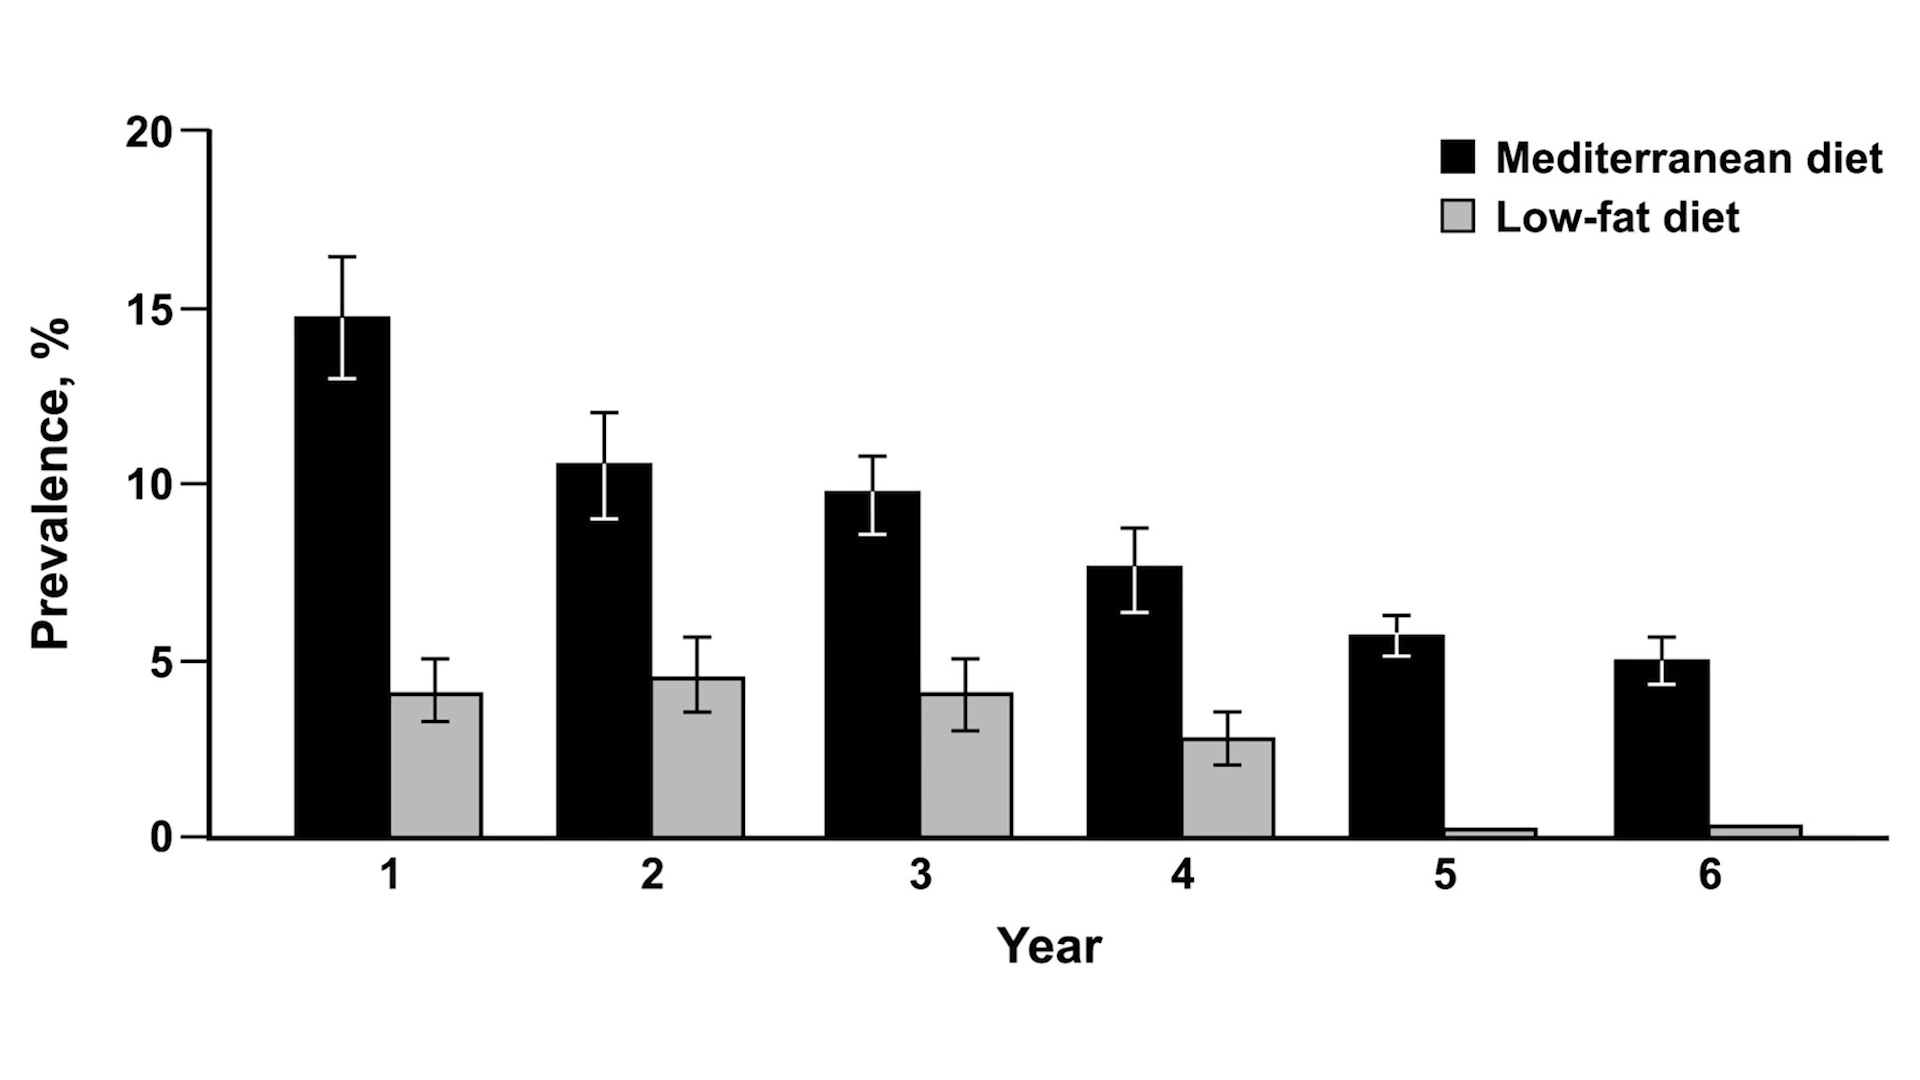 20
15
10
5
0
Prevalence, %
Mediterranean diet
Low-fat diet
1 2 3 4 5 6
Year